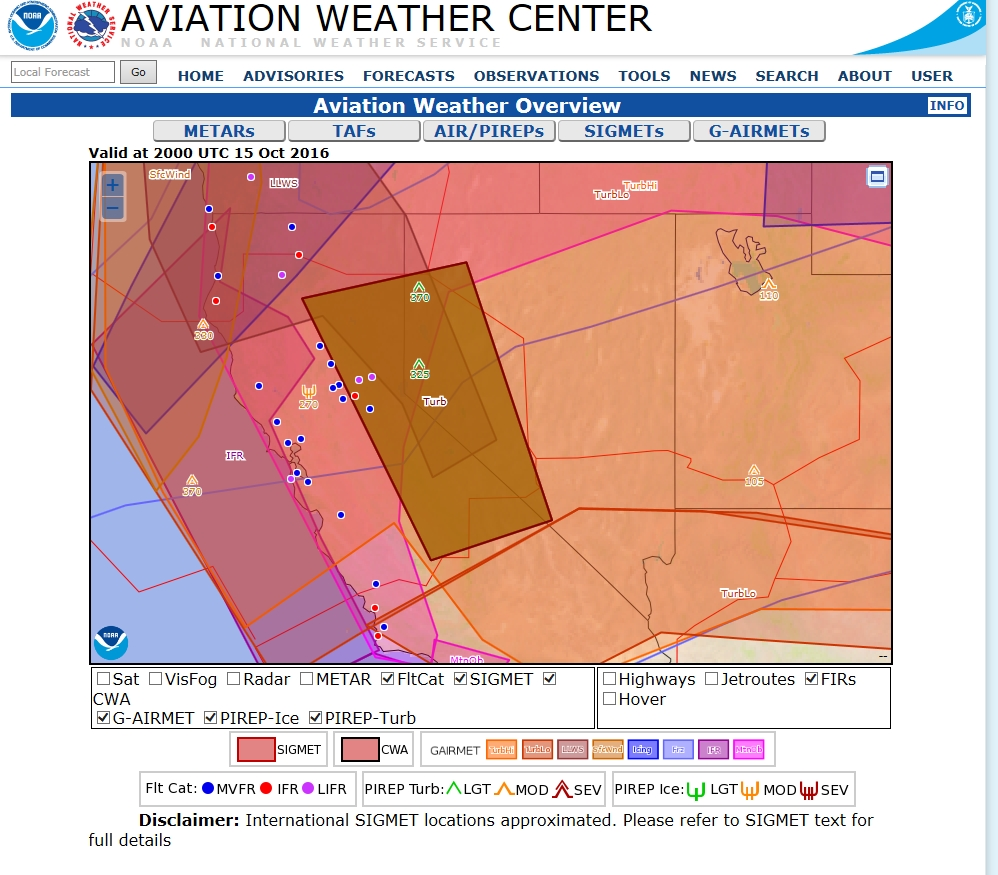 AVIATION WEATHER CENTER
NOAA NATIONAL WEATHER SERVICE
Local Forecast Go HOME ADVISORIES FORECASTS OBSERVATIONS TOOLS NEWS SEARCH ABOUT USER
Aviation Weather Overview INFO
METARs TAFs AIR/PIREPs SIGMETs G-AIRMETs
Valid at 2000 UTC 15 Oct 2016
SfcWind
LLWS
TurbHi
TurbLo
+
−
370
110
380
325
270
Turb
IFR
370
105
TurbLo
NOAA
MtnOb
--
Sat VisFog Radar METAR FltCat SIGMET
CWA
G-AIRMET PIREP-Ice PIREP-Turb
Highways Jetroutes FIRs
Hover
SIGMET CWA GAIRMET TurbHi TurbLo LLWS SfcWnd Icing Frz IFR MtnOb
Flt Cat: MVFR IFR LIFR PIREP Turb: LGT MOD SEV PIREP Ice: LGT MOD SEV
Disclaimer: International SIGMET locations approximated. Please refer to SIGMET text for
full details